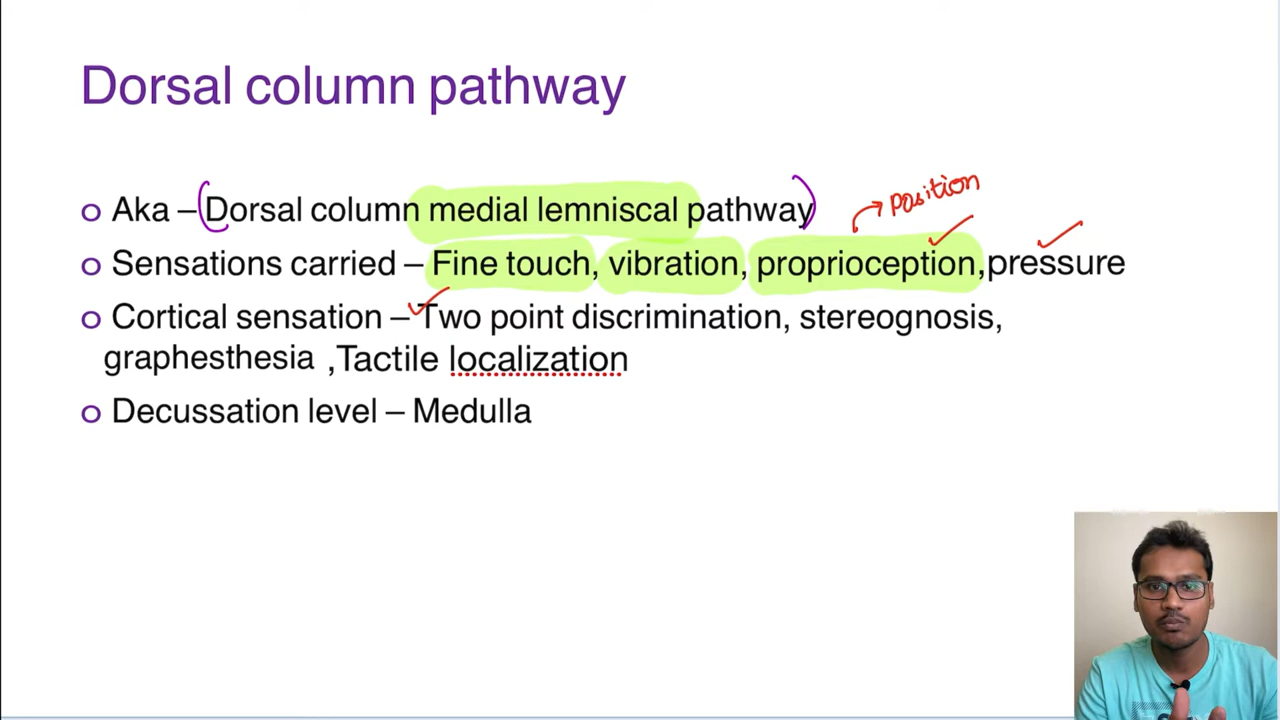 Dorsal column pathway
o Aka – (Dorsal column medial lemniscal pathway)
→ Position
o Sensations carried – Fine touch, vibration, proprioception,pressure
o Cortical sensation – Two point discrimination, stereognosis,
graphesthesia ,Tactile localization
o Decussation level – Medulla